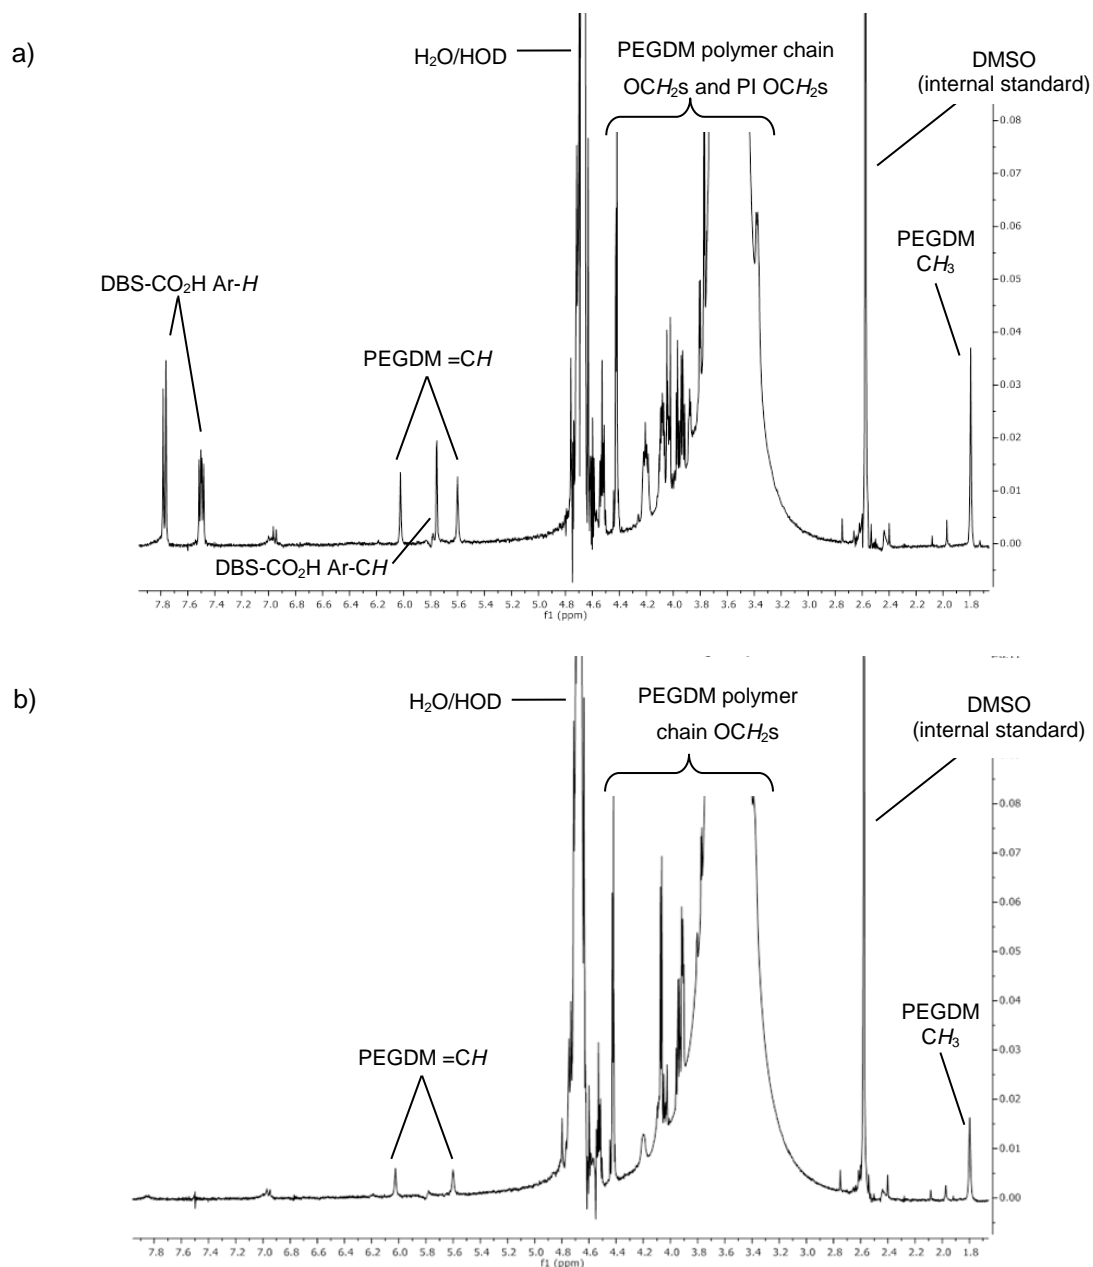 a)
H₂O/HOD
PEGDM polymer chain
OCH₂s and PI OCH₂s
DMSO
(internal standard)
PEGDM
CH₃
DBS-CO₂H Ar-H
PEGDM =CH
DBS-CO₂H Ar-CH
0.08
0.07
0.06
0.05
0.04
0.03
0.02
0.01
0.00
7.8 7.6 7.4 7.2 7.0 6.8 6.6 6.4 6.2 6.0 5.8 5.6 5.4 5.2 5.0 4.8 4.6 4.4 4.2 4.0 3.8 3.6 3.4 3.2 3.0 2.8 2.6 2.4 2.2 2.0 1.8
f1 (ppm)
b)
H₂O/HOD
PEGDM polymer
chain OCH₂s
DMSO
(internal standard)
PEGDM
CH₃
PEGDM =CH
0.08
0.07
0.06
0.05
0.04
0.03
0.02
0.01
0.00
7.8 7.6 7.4 7.2 7.0 6.8 6.6 6.4 6.2 6.0 5.8 5.6 5.4 5.2 5.0 4.8 4.6 4.4 4.2 4.0 3.8 3.6 3.4 3.2 3.0 2.8 2.6 2.4 2.2 2.0 1.8
f1 (ppm)